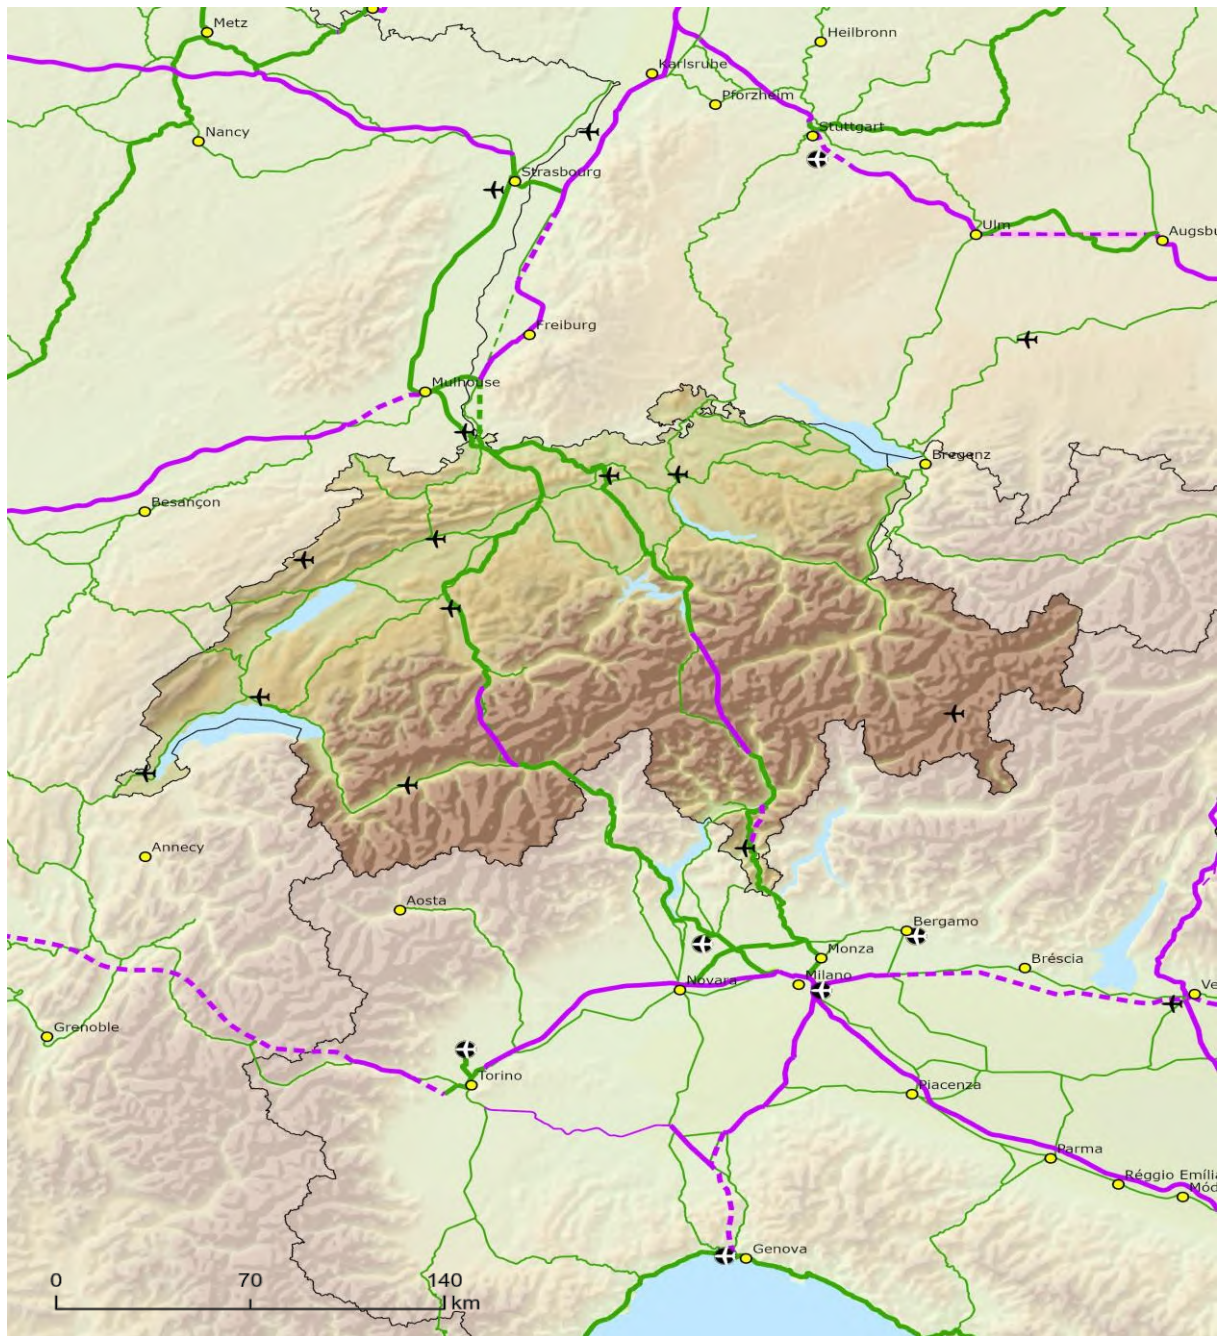 Metz
Heilbronn
Karlsruhe
Pforzheim
Nancy
Stuttgart
Strasbourg
Ulm
Augsbu
Freiburg
Mulhouse
Bregenz
Besançon
Annecy
Aosta
Bergamo
Monza
Bréscia
Novara
Milano
Ve
Grenoble
Torino
Piacenza
Parma
Réggio Emília
Mód
Genova
0 70 140
km